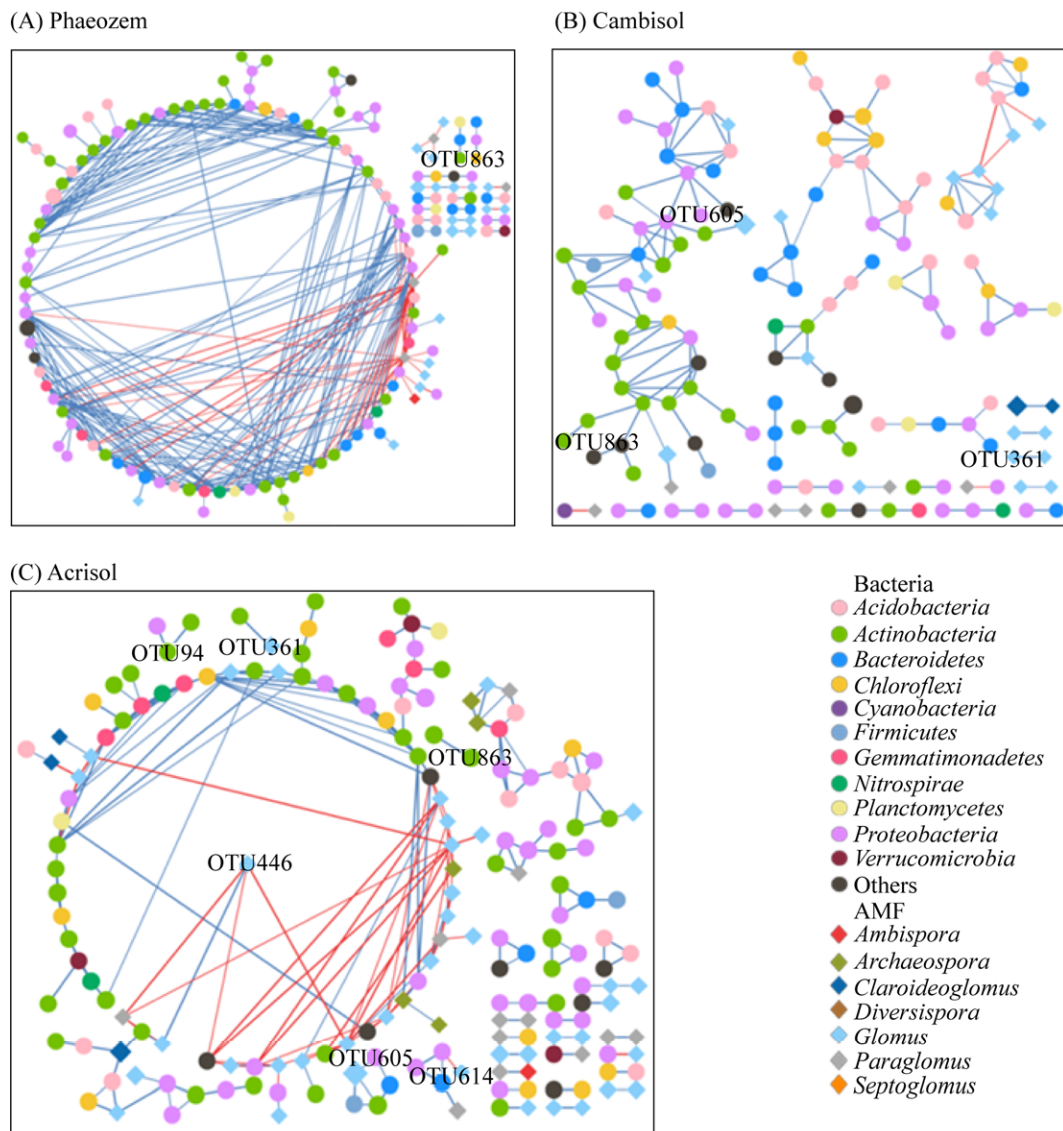 (A) Phaeozem
(B) Cambisol
OTU863
OTU605
OTU863
OTU361
(C) Acrisol
OTU94
OTU361
OTU863
OTU446
OTU605
OTU614
Bacteria
Acidobacteria
Actinobacteria
Bacteroidetes
Chloroflexi
Cyanobacteria
Firmicutes
Gemmatimonadetes
Nitrospirae
Planctomycetes
Proteobacteria
Verrucomicrobia
Others
AMF
Ambispora
Archaeospora
Claroideoglomus
Diversispora
Glomus
Paraglomus
Septoglomus